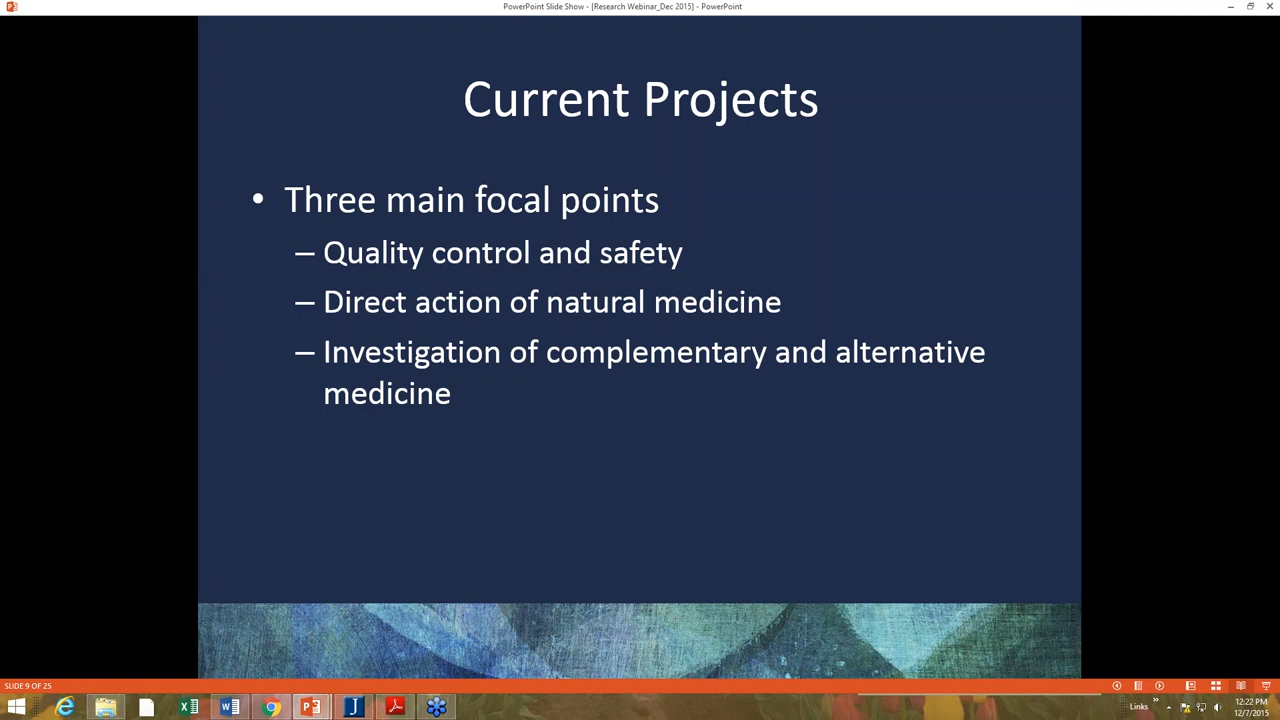 PowerPoint Slide Show - [Research Webinar_Dec 2015] - PowerPoint
Current Projects
• Three main focal points
– Quality control and safety
– Direct action of natural medicine
– Investigation of complementary and alternative
medicine
SLIDE 9 OF 25
Links
12:22 PM
12/7/2015